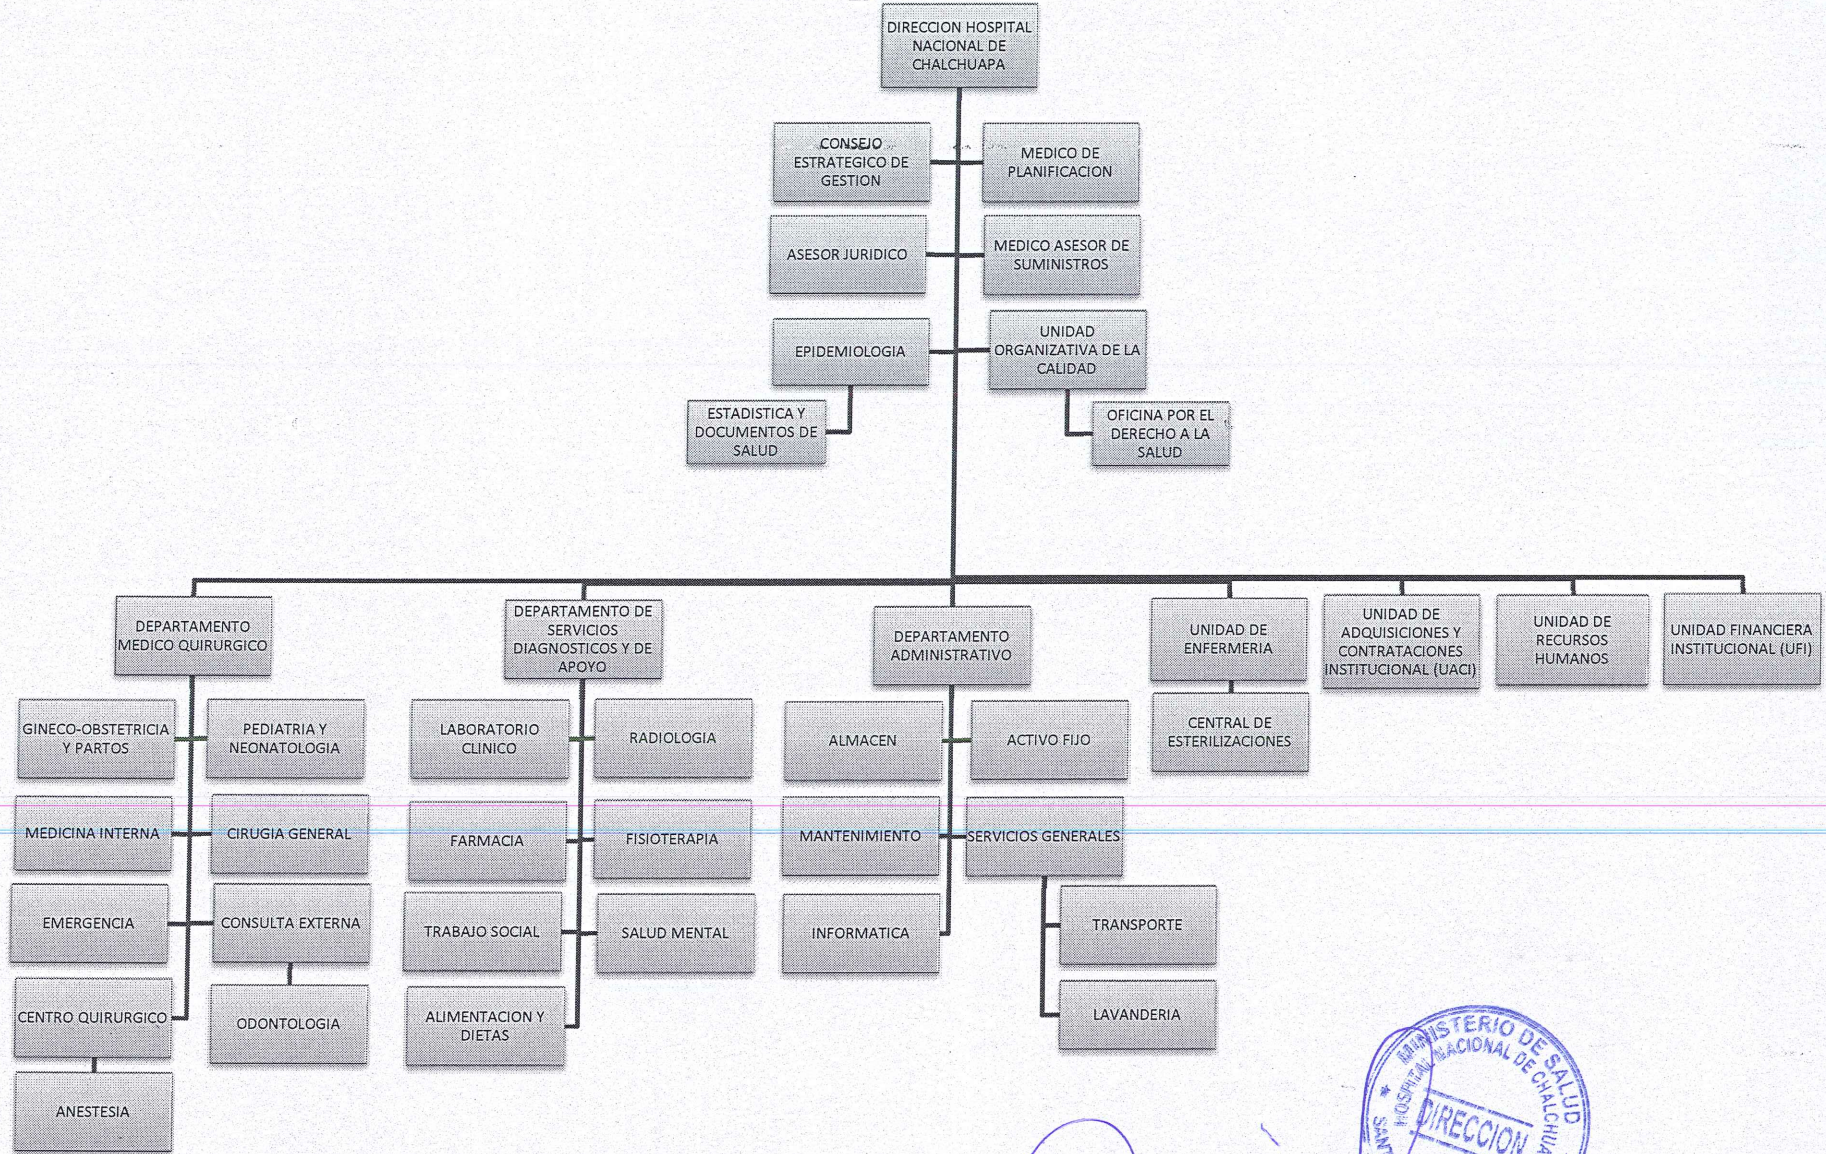 DIRECCION HOSPITAL
NACIONAL DE
CHALCHUAPA
CONSEJO
ESTRATEGICO DE
GESTION
MEDICO DE
PLANIFICACION
ASESOR JURIDICO
MEDICO ASESOR DE
SUMINISTROS
EPIDEMIOLOGIA
UNIDAD
ORGANIZATIVA DE LA
CALIDAD
ESTADISTICA Y
DOCUMENTOS DE
SALUD
OFICINA POR EL
DERECHO A LA
SALUD
DEPARTAMENTO
MEDICO QUIRURGICO
DEPARTAMENTO DE
SERVICIOS
DIAGNOSTICOS Y DE
APOYO
DEPARTAMENTO
ADMINISTRATIVO
UNIDAD DE
ENFERMERIA
UNIDAD DE
ADQUISICIONES Y
CONTRATACIONES
INSTITUCIONAL (UACI)
UNIDAD DE
RECURSOS
HUMANOS
UNIDAD FINANCIERA
INSTITUCIONAL (UFI)
GINECO-OBSTETRICIA
Y PARTOS
PEDIATRIA Y
NEONATOLOGIA
MEDICINA INTERNA
CIRUGIA GENERAL
EMERGENCIA
CONSULTA EXTERNA
CENTRO QUIRURGICO
ODONTOLOGIA
ANESTESIA
LABORATORIO
CLINICO
RADIOLOGIA
FARMACIA
FISIOTERAPIA
TRABAJO SOCIAL
SALUD MENTAL
ALIMENTACION Y
DIETAS
ALMACEN
ACTIVO FIJO
MANTENIMIENTO
SERVICIOS GENERALES
INFORMATICA
TRANSPORTE
LAVANDERIA
CENTRAL DE
ESTERILIZACIONES
MINISTERIO DE SALUD
HOSPITAL NACIONAL DE CHALCHUA
DIRECCION